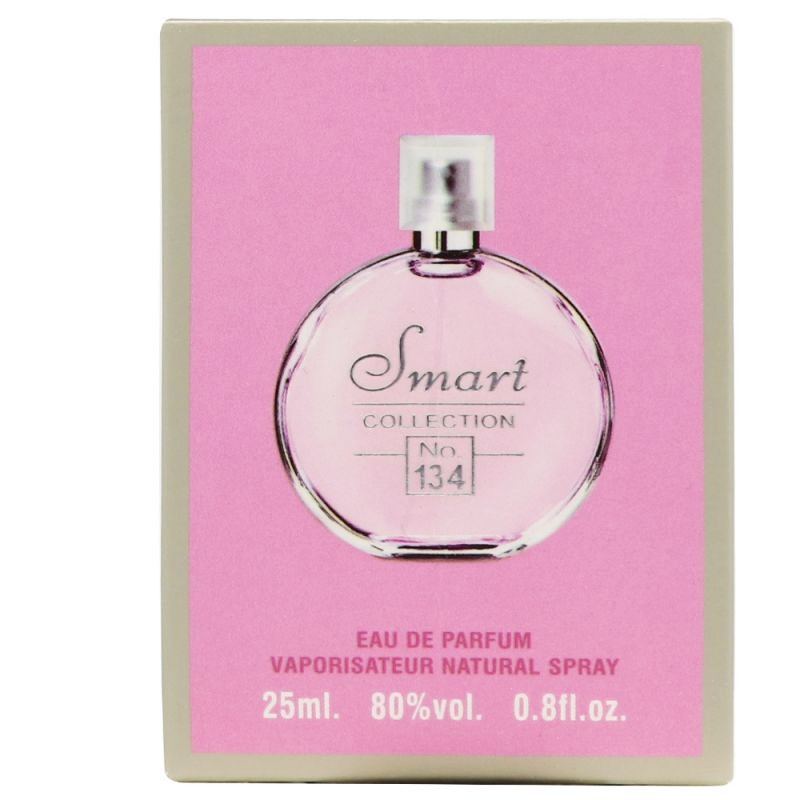 Smart
COLLECTION
No.
134
EAU DE PARFUM
VAPORISATEUR NATURAL SPRAY
25ml. 80%vol. 0.8fl.oz.